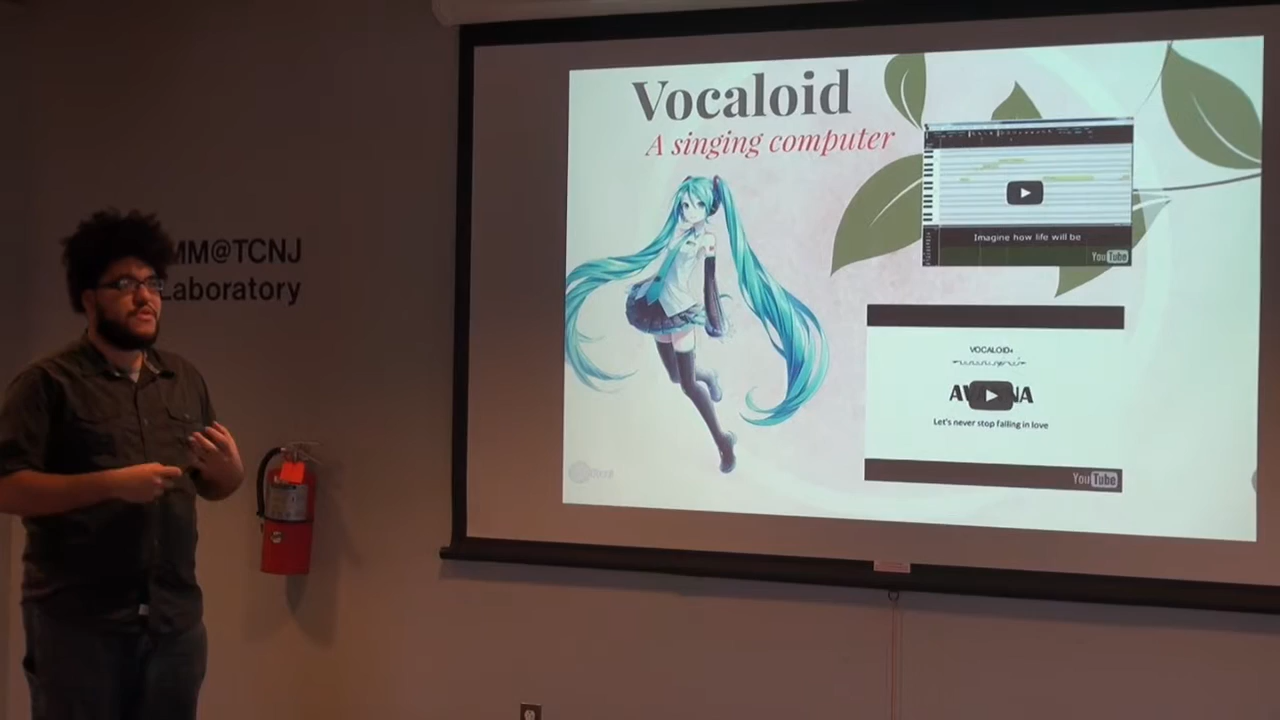 MM@TCNJ
Laboratory
Vocaloid
A singing computer
Imagine how life will be
YouTube
VOCALOID4
Let's never stop falling in love
YouTube